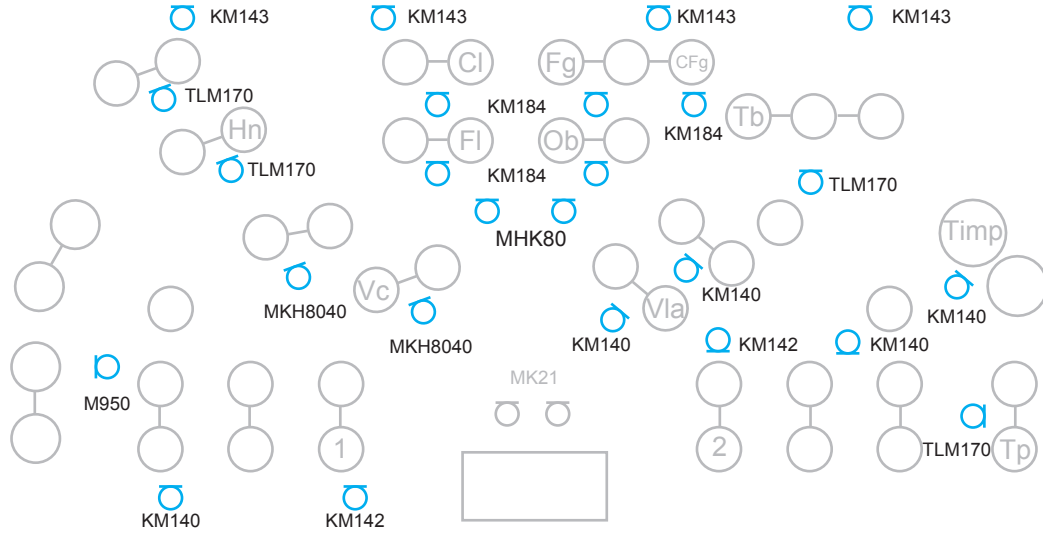 KM143 KM143 KM143 KM143
Cl Fg CFg
TLM170 KM184 KM184
Hn Fl Ob Tb
TLM170 KM184 TLM170
MHK80 Timp
MKH8040 Vc KM140
MKH8040 KM140 Vla KM140
KM142 KM140
M950 MK21
1 2 TLM170 Tp
KM140 KM142